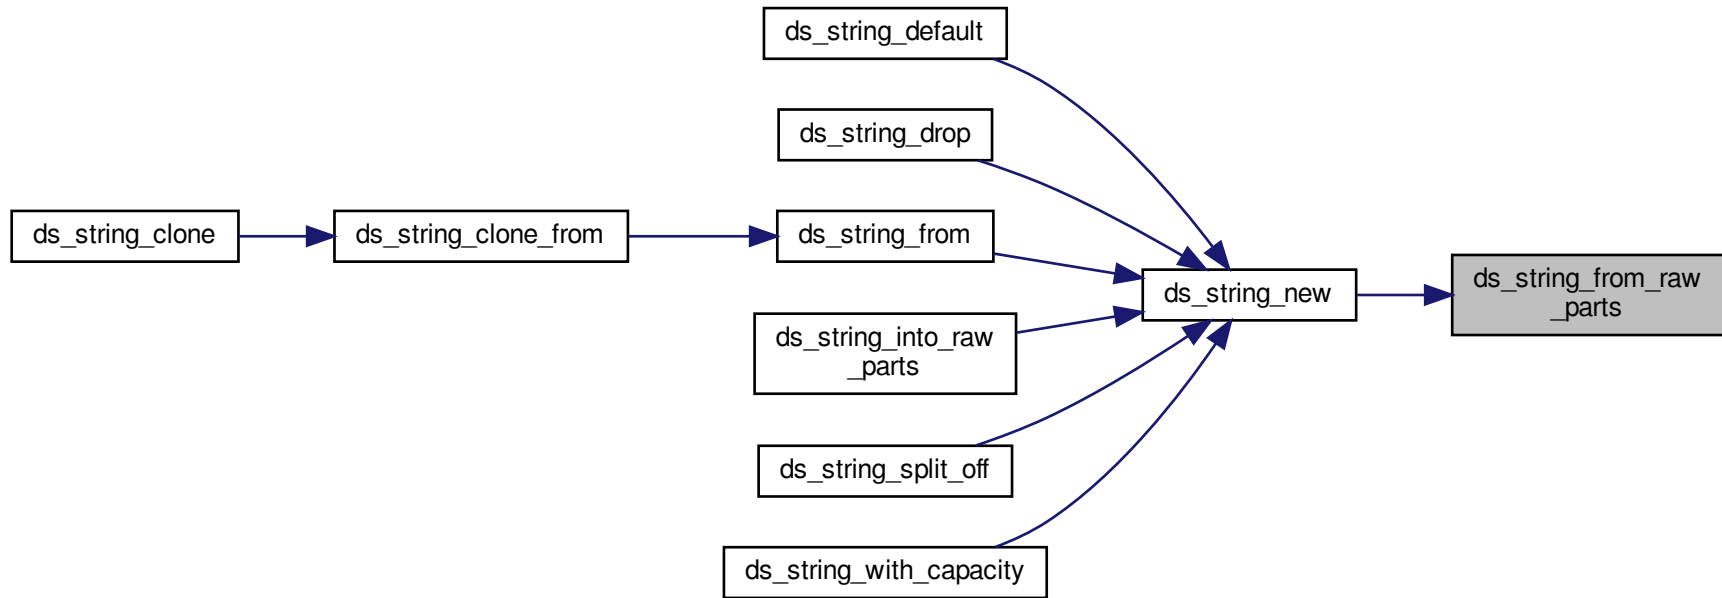 ds_string_default
ds_string_drop
ds_string_clone
ds_string_clone_from
ds_string_from
ds_string_new
ds_string_from_raw
_parts
ds_string_into_raw
_parts
ds_string_split_off
ds_string_with_capacity